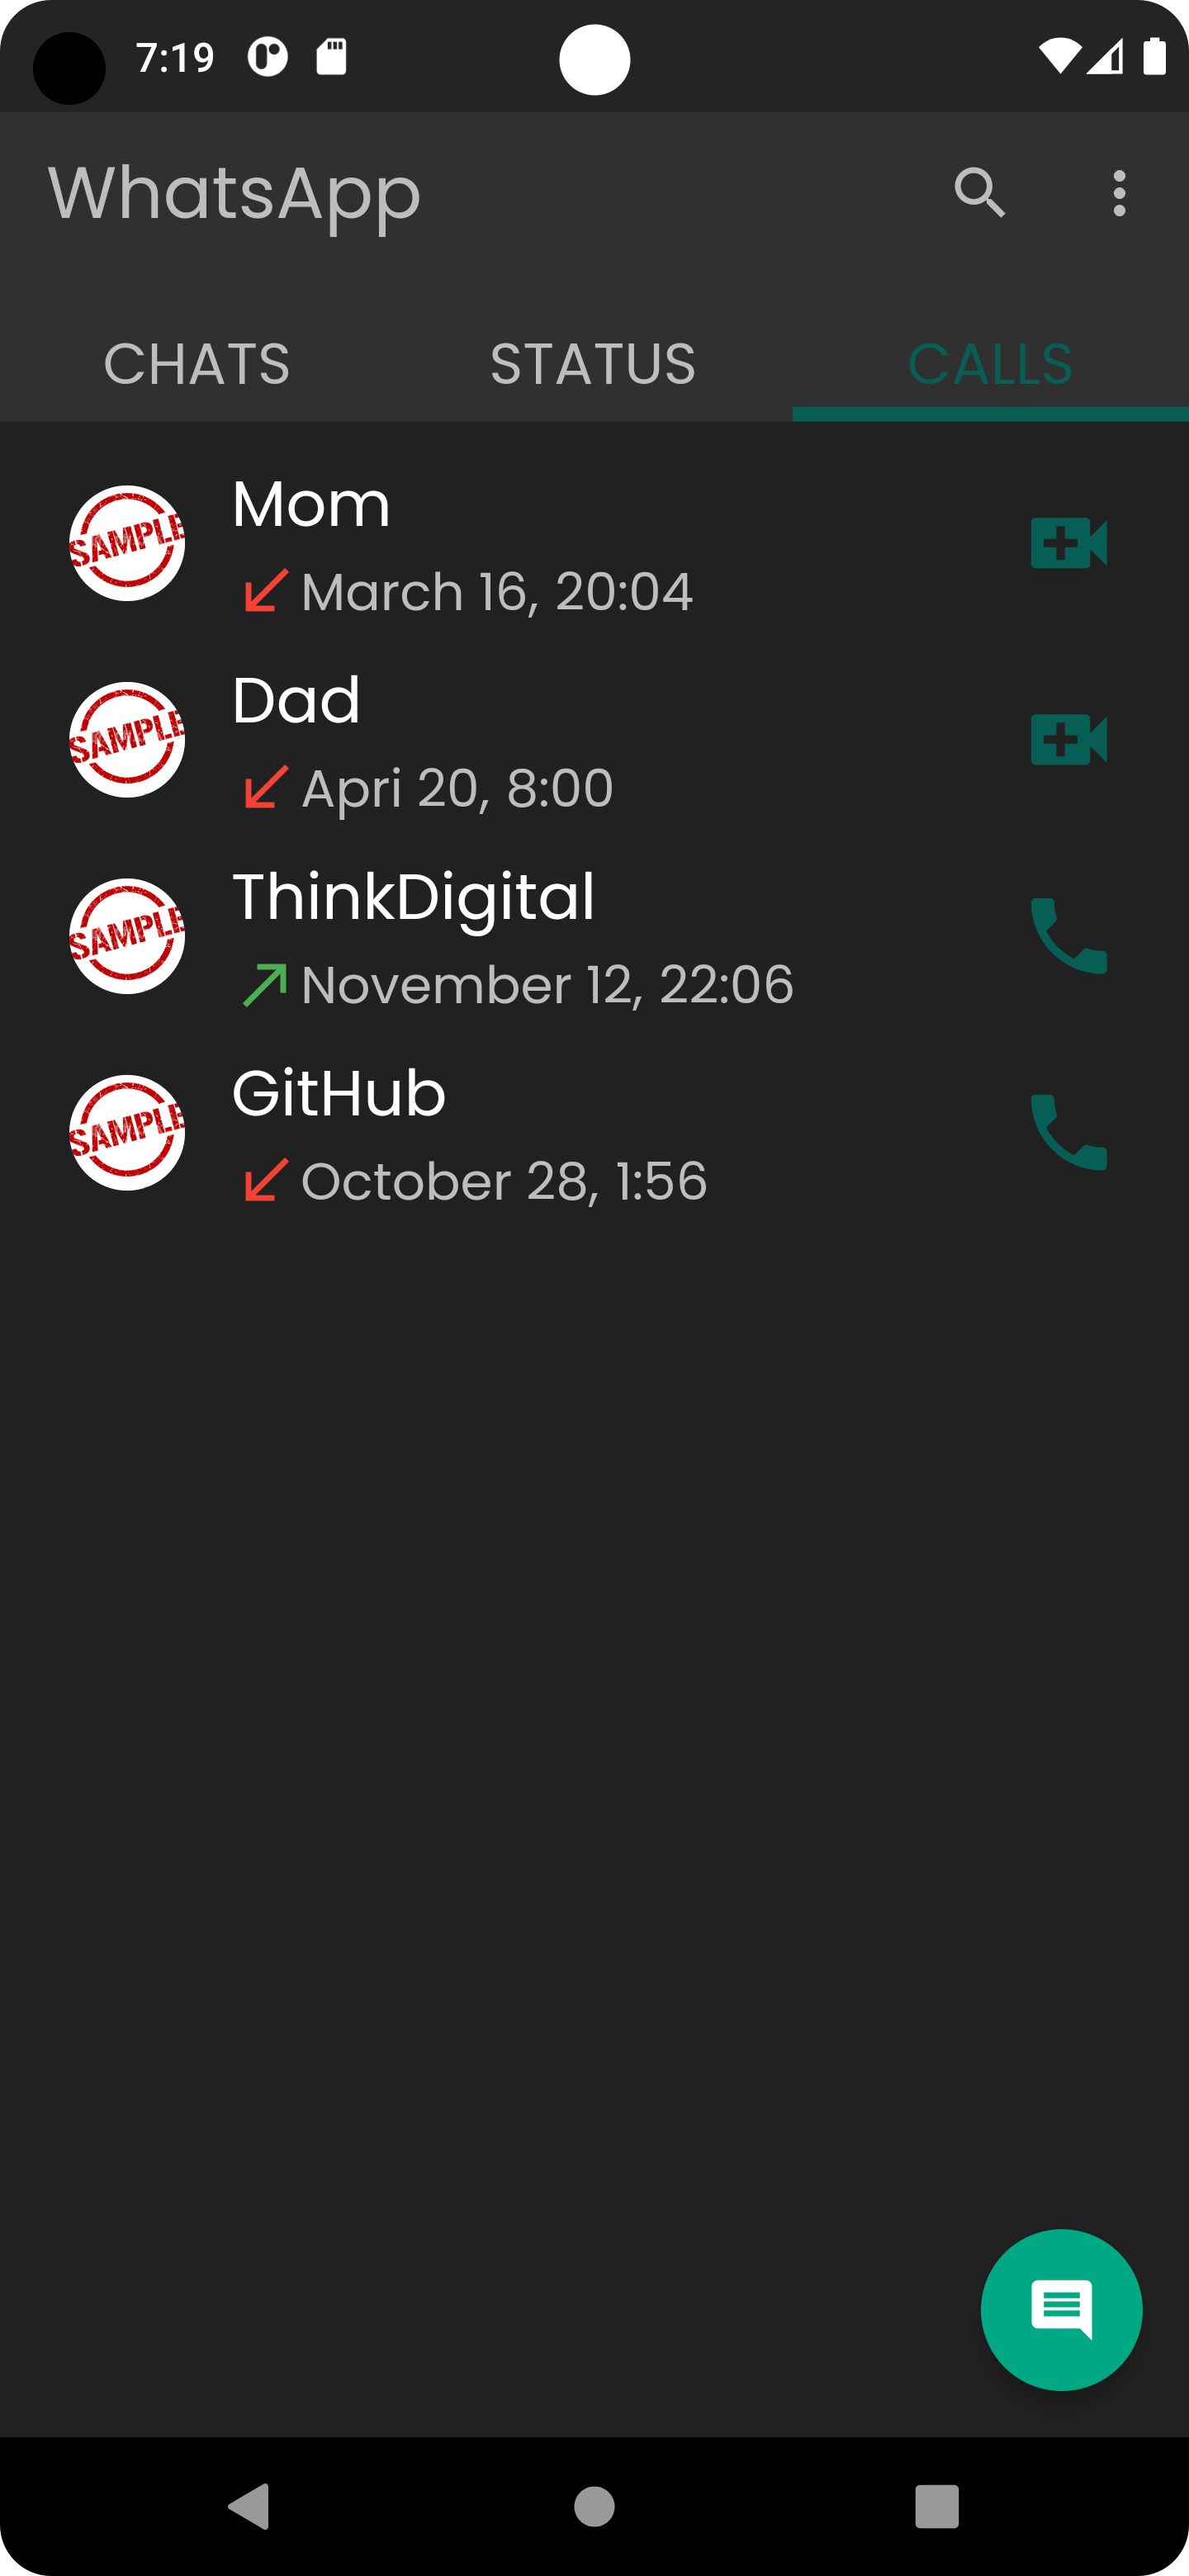 7:19
WhatsApp
CHATS STATUS CALLS
SAMPLE
Mom
March 16, 20:04
SAMPLE
Dad
Apri 20, 8:00
SAMPLE
ThinkDigital
November 12, 22:06
SAMPLE
GitHub
October 28, 1:56